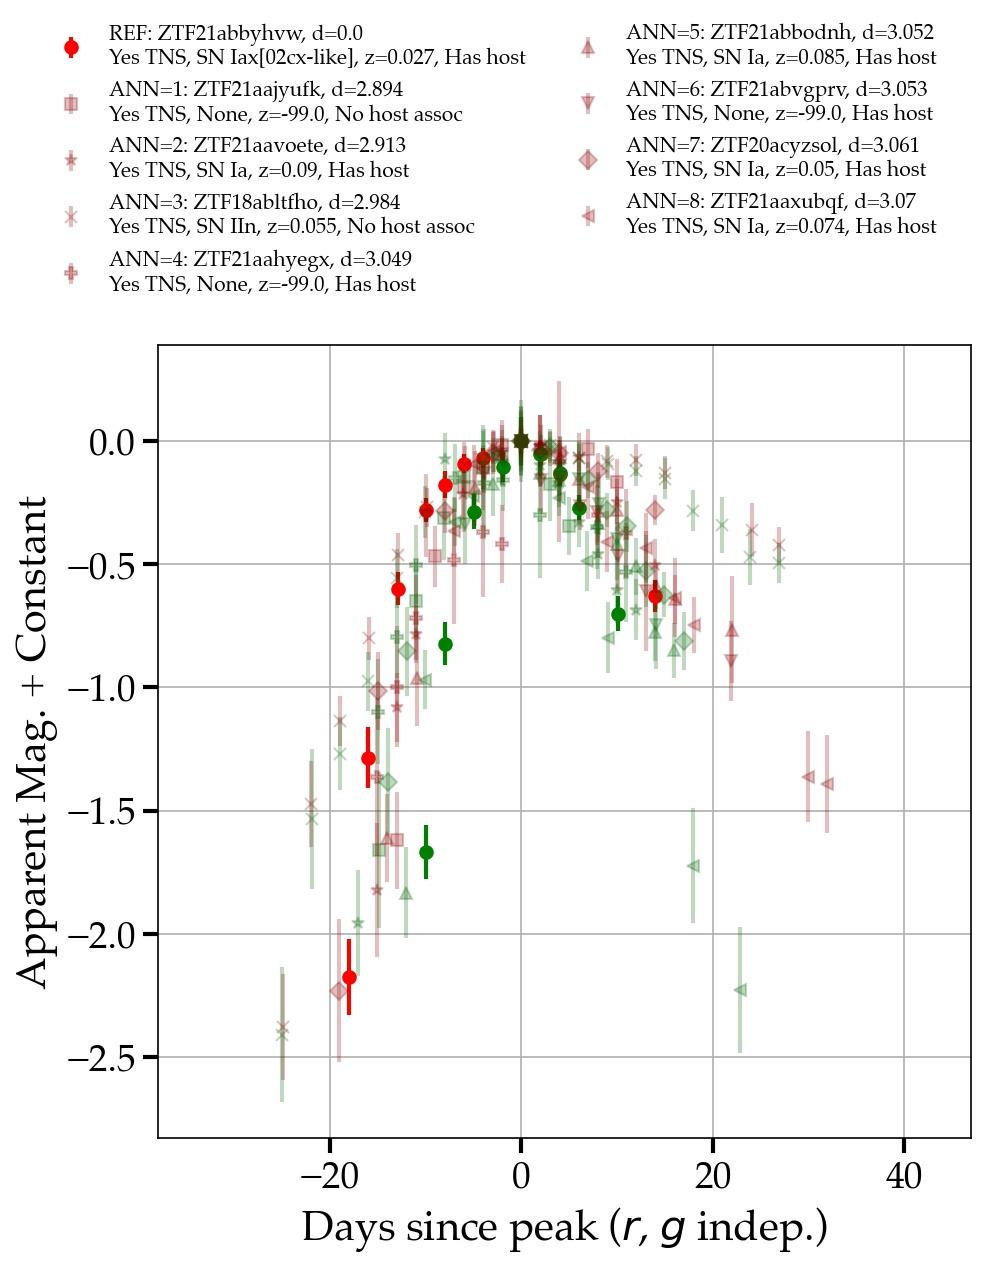 REF: ZTF21abbyhvw, d=0.0
Yes TNS, SN Iax[02cx-like], z=0.027, Has host
ANN=1: ZTF21aajyufk, d=2.894
Yes TNS, None, z=-99.0, No host assoc
ANN=2: ZTF21aavoete, d=2.913
Yes TNS, SN Ia, z=0.09, Has host
ANN=3: ZTF18abltfho, d=2.984
Yes TNS, SN IIn, z=0.055, No host assoc
ANN=4: ZTF21aahyegx, d=3.049
Yes TNS, None, z=-99.0, Has host
ANN=5: ZTF21abbodnh, d=3.052
Yes TNS, SN Ia, z=0.085, Has host
ANN=6: ZTF21abvgprv, d=3.053
Yes TNS, None, z=-99.0, Has host
ANN=7: ZTF20acyzsol, d=3.061
Yes TNS, SN Ia, z=0.05, Has host
ANN=8: ZTF21aaxubqf, d=3.07
Yes TNS, SN Ia, z=0.074, Has host
Apparent Mag. + Constant
0.0
−0.5
−1.0
−1.5
−2.0
−2.5
−20
0
20
40
Days since peak (r, g indep.)